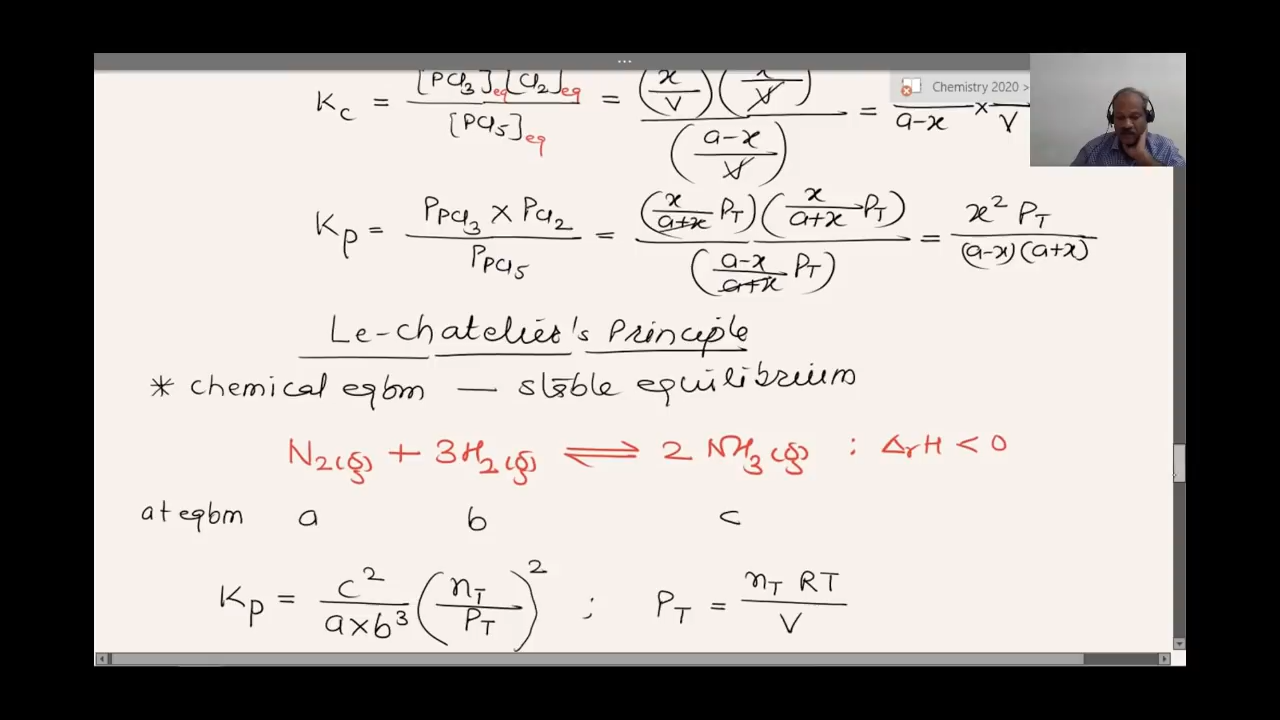 ...
Chemistry 2020 >
Kc = [PCl3]eq [Cl2]eq / [PCl5]eq = (x/V)(x/V) / ((a-x)/V) = / a-x × / V
Kp = PPCl3 × PCl2 / PPCl5 = (x/a+x PT)(x/a+x PT) / (a-x/a+x PT) = x² PT / (a-x)(a+x)
Le-chatelier's Principle
* chemical eqbm — stable equilibrium
N2(g) + 3H2(g) ⇌ 2 NH3(g) : ΔrH < 0
at eqbm a b c
Kp = c² / a×b³ (nT / PT)² ; PT = nT RT / V